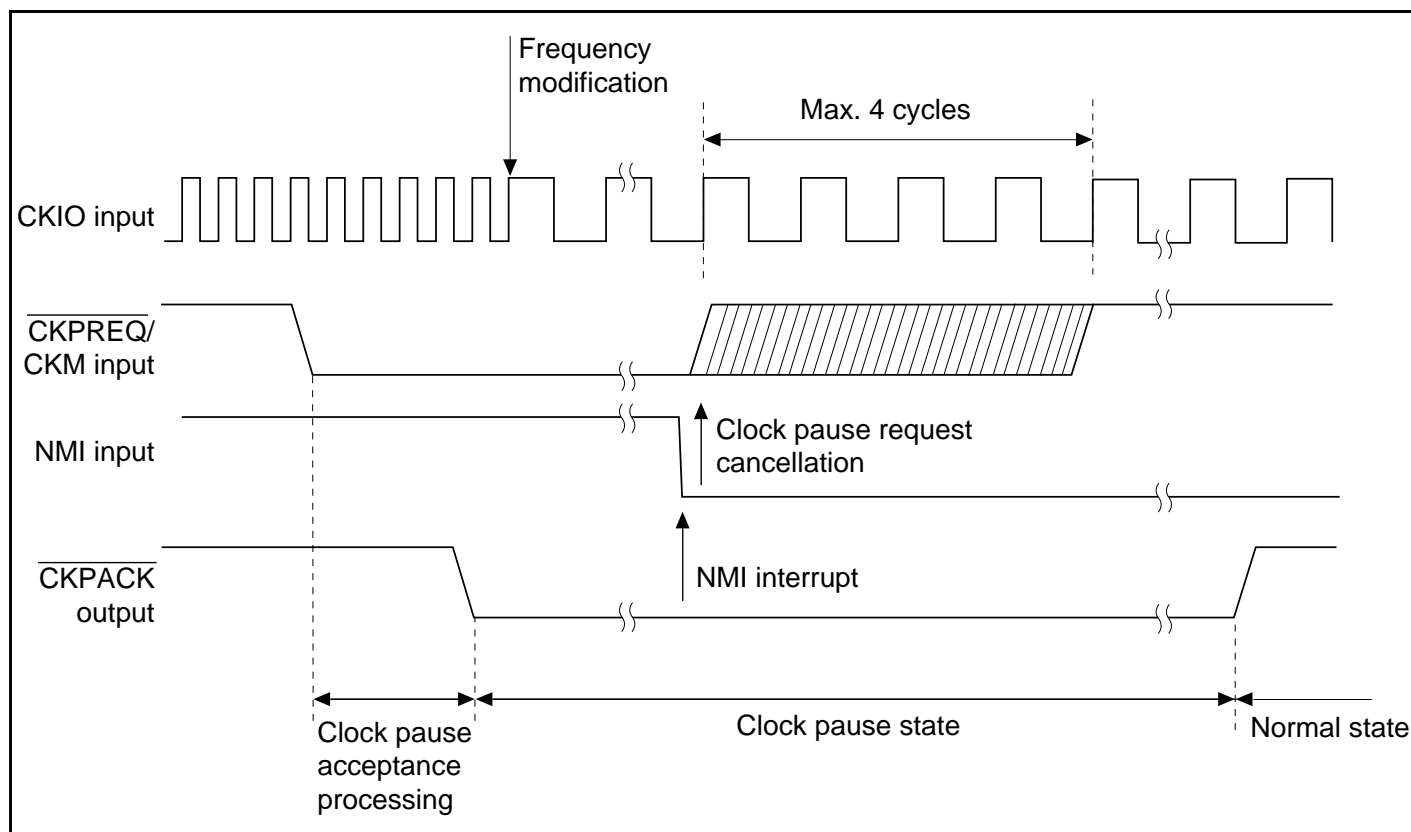 Frequency
modification
Max. 4 cycles
CKIO input
CKPREQ/
CKM input
NMI input
Clock pause request
cancellation
CKPACK
output
NMI interrupt
Clock pause
acceptance
processing
Clock pause state
Normal state